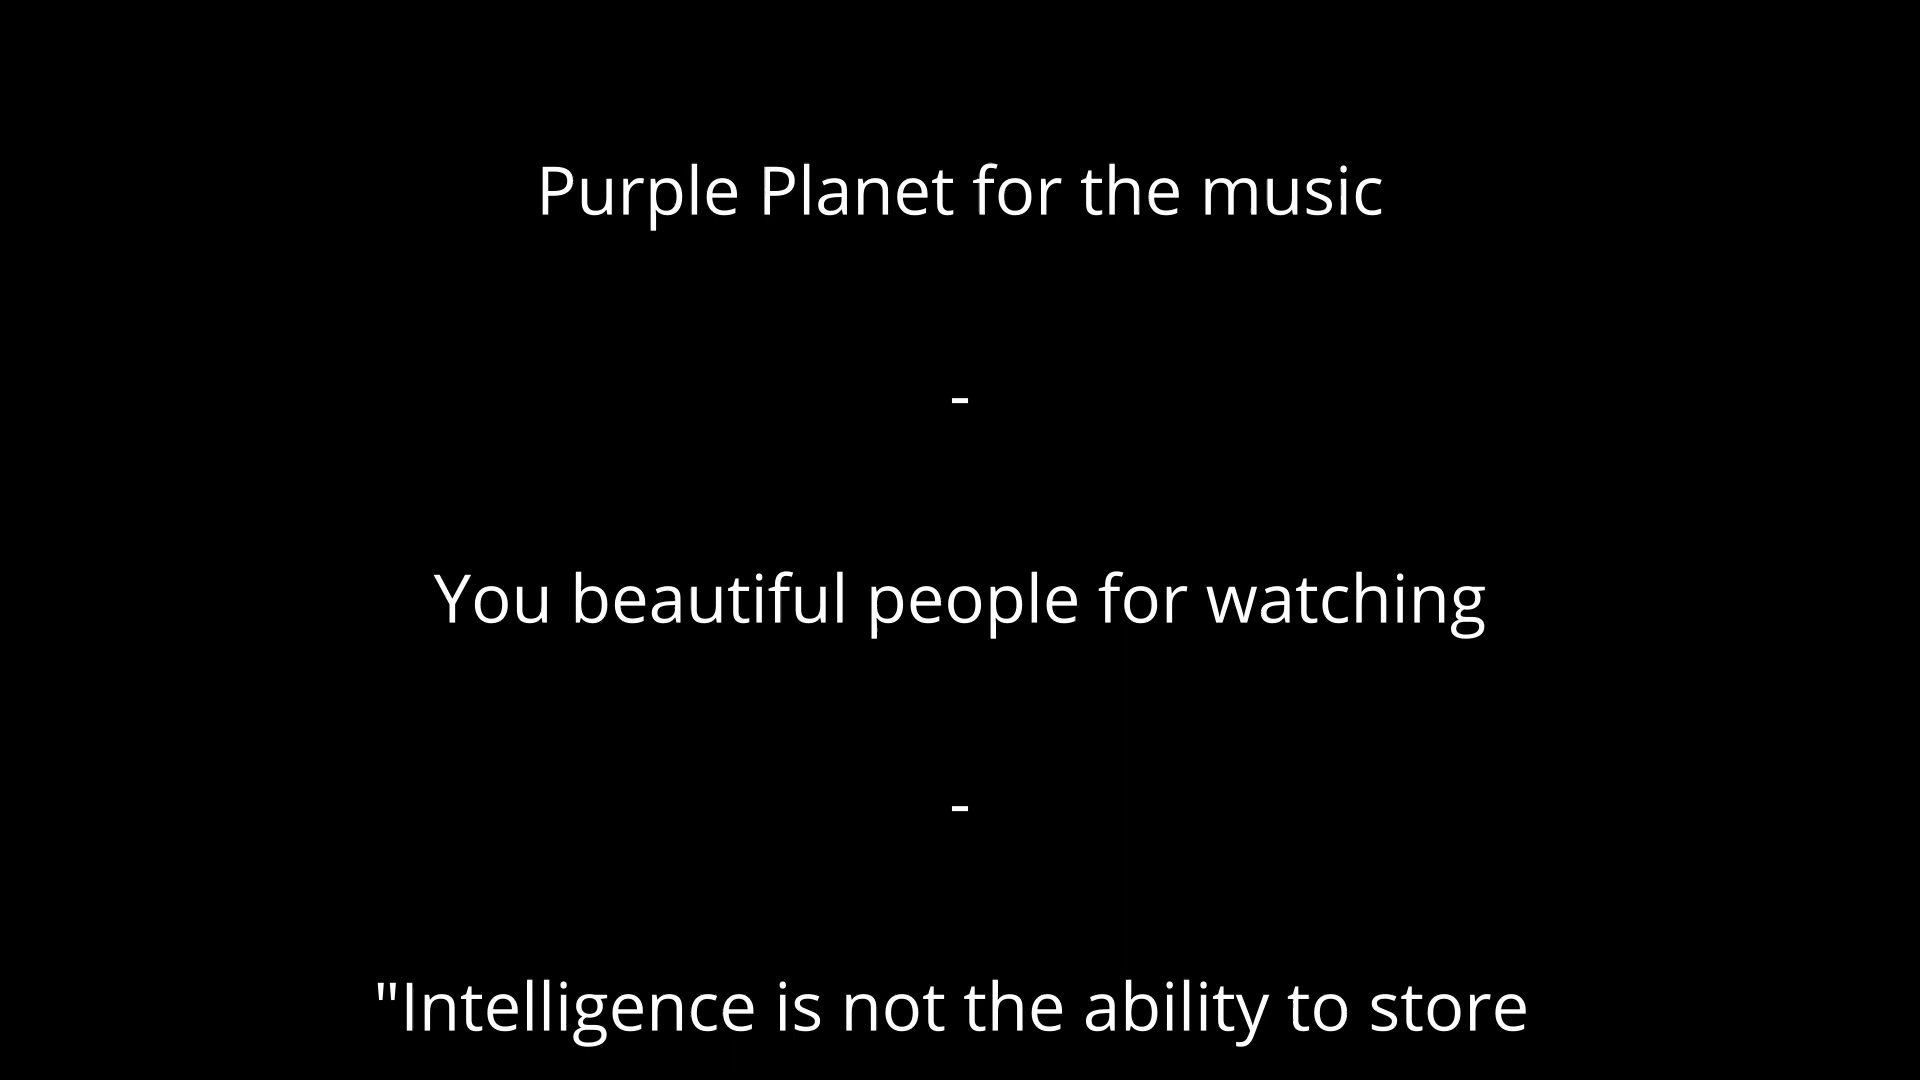 Purple Planet for the music
-
You beautiful people for watching
-
"Intelligence is not the ability to store